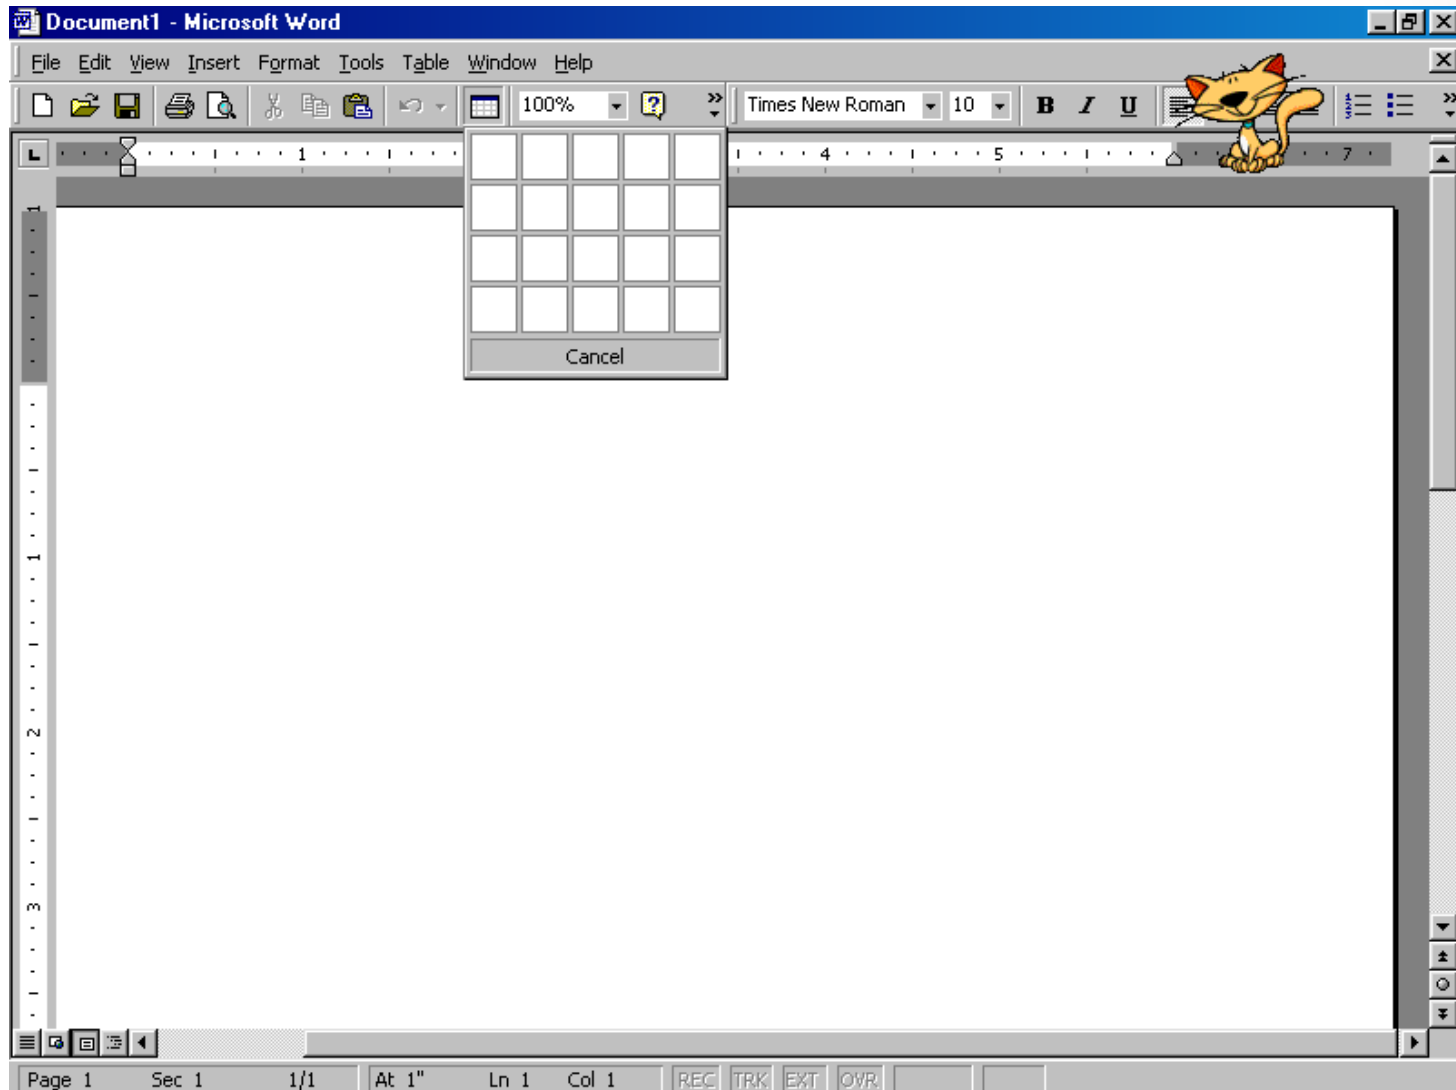 Document1 - Microsoft Word
File Edit View Insert Format Tools Table Window Help
100% Times New Roman 10 B I U
1 4 5 7
Cancel
1
1
2
3
Page 1 Sec 1 1/1 At 1" Ln 1 Col 1 REC TRK EXT OVR